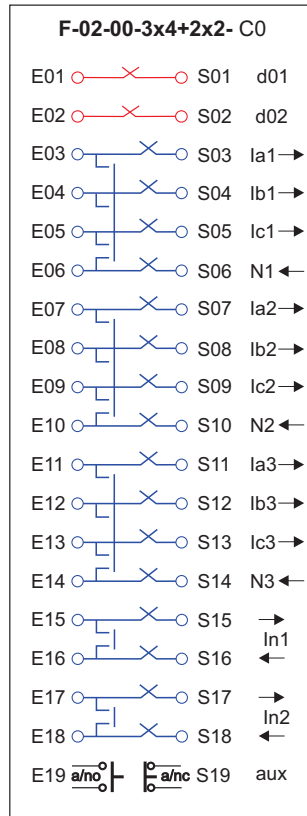 F-02-00-3x4+2x2- C0
E01 S01 d01
E02 S02 d02
E03 S03 Ia1
E04 S04 Ib1
E05 S05 Ic1
E06 S06 N1
E07 S07 Ia2
E08 S08 Ib2
E09 S09 Ic2
E10 S10 N2
E11 S11 Ia3
E12 S12 Ib3
E13 S13 Ic3
E14 S14 N3
E15 S15
In1
E16 S16
E17 S17
In2
E18 S18
E19 a/no a/nc S19 aux